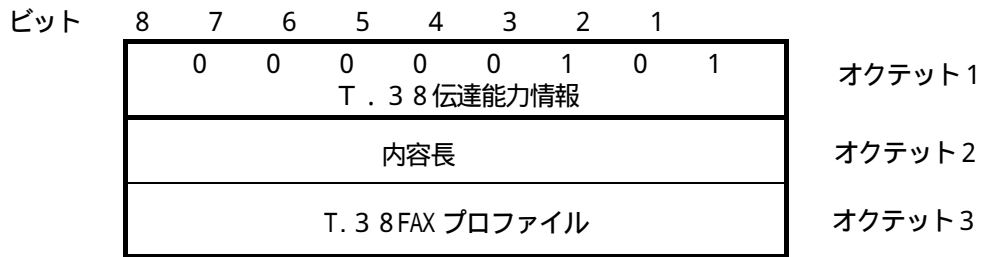 ビット 8 7 6 5 4 3 2 1
0 0 0 0 0 1 0 1 オクテット1
T.38伝達能力情報
内容長 オクテット2
T.38FAX プロファイル オクテット3